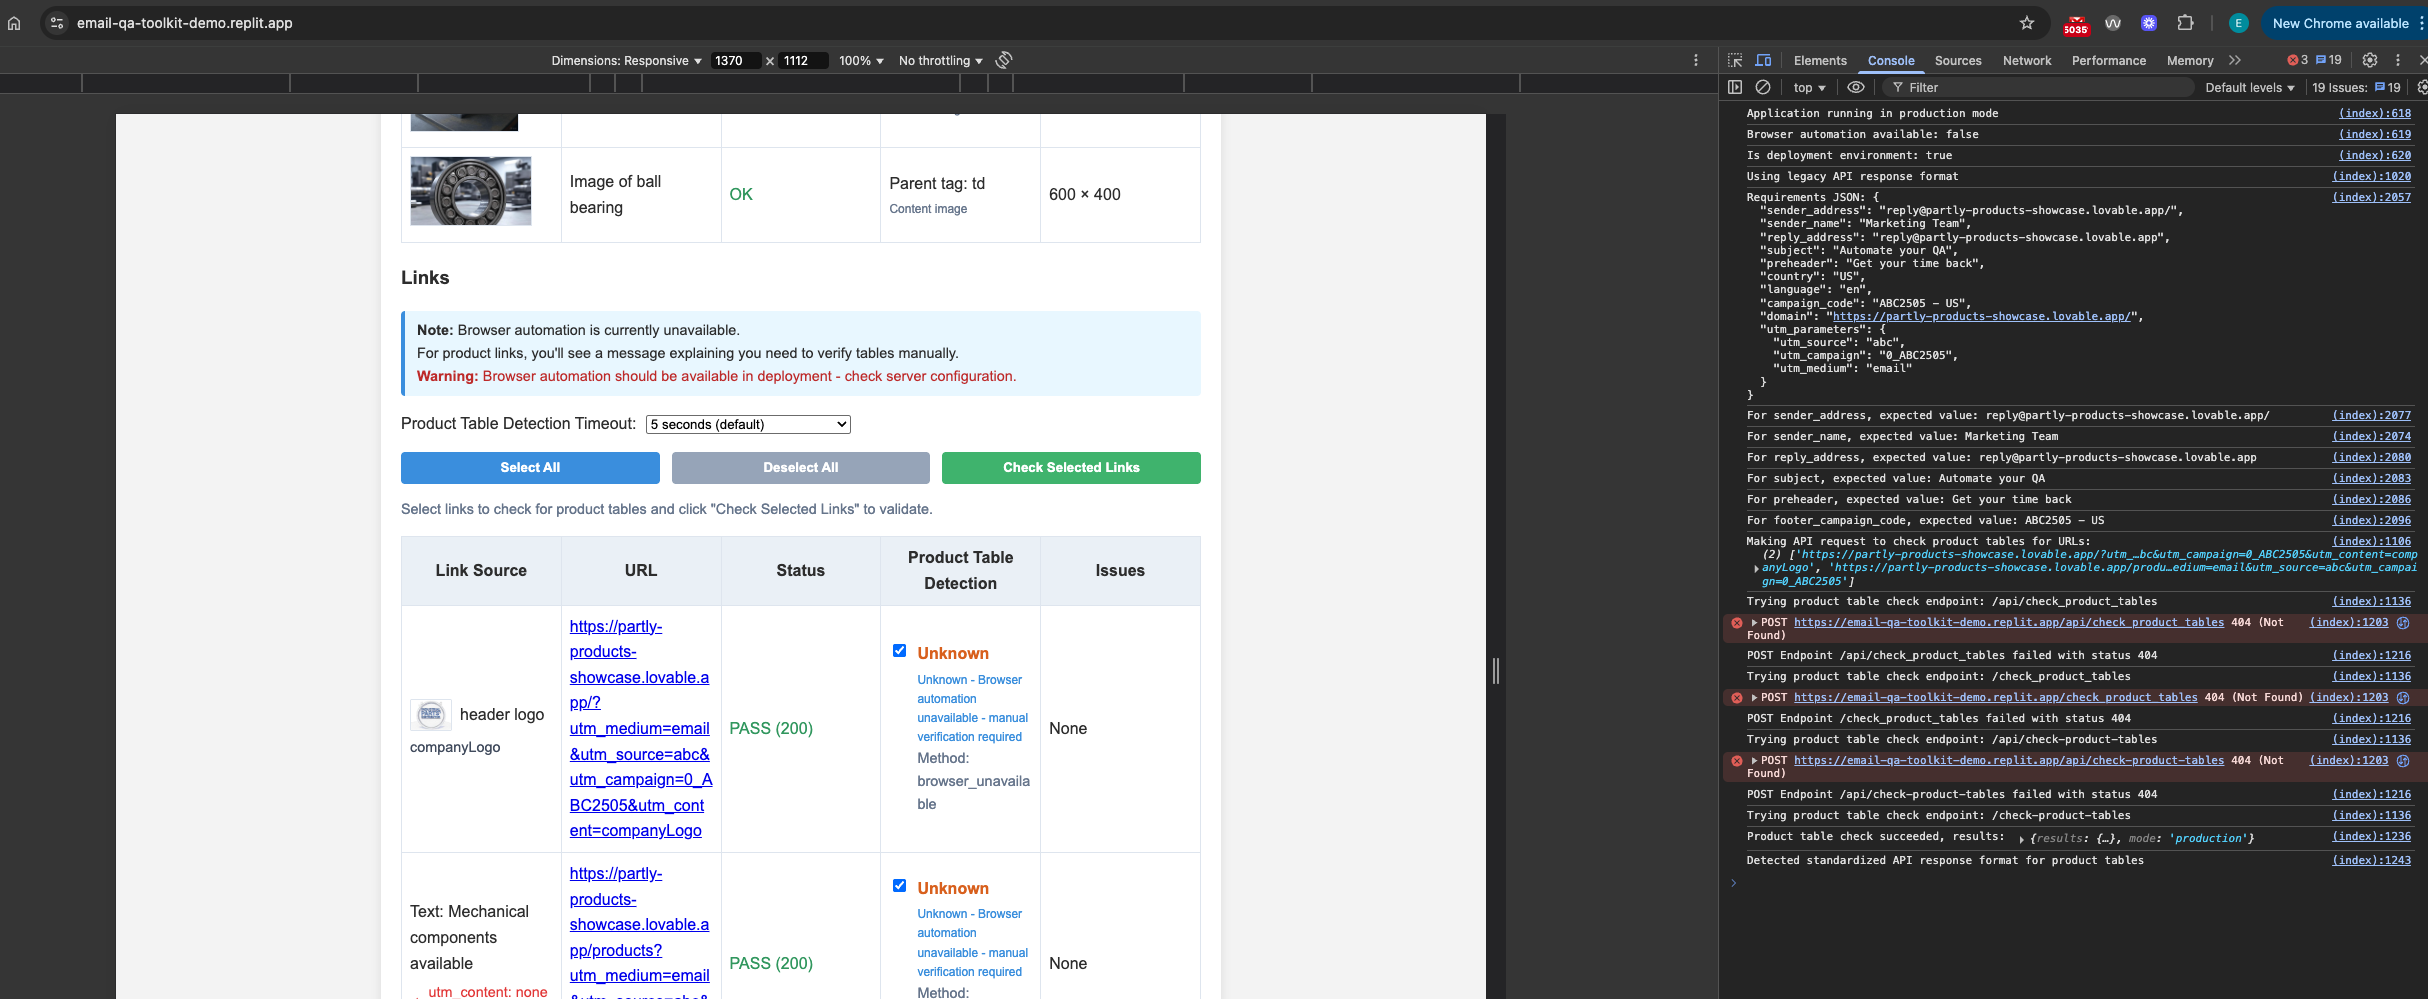 email-qa-toolkit-demo.replit.app
5035
E
New Chrome available
Dimensions: Responsive
1370
×
1112
100%
No throttling
Elements
Console
Sources
Network
Performance
Memory
3
19
top
Filter
Default levels
19 Issues:
19
Image of ball
bearing
OK
Parent tag: td
Content image
600 × 400
Links
Note: Browser automation is currently unavailable.
For product links, you'll see a message explaining you need to verify tables manually.
Warning: Browser automation should be available in deployment - check server configuration.
Product Table Detection Timeout:
5 seconds (default)
Select All
Deselect All
Check Selected Links
Select links to check for product tables and click "Check Selected Links" to validate.
Link Source
URL
Status
Product Table
Detection
Issues
header logo
companyLogo
https://partly-
products-
showcase.lovable.a
pp/?
utm_medium=email
&utm_source=abc&
utm_campaign=0_A
BC2505&utm_cont
ent=companyLogo
PASS (200)
Unknown
Unknown - Browser
automation
unavailable - manual
verification required
Method:
browser_unavaila
ble
None
Text: Mechanical
components
available
utm_content: none
https://partly-
products-
showcase.lovable.a
pp/products?
utm_medium=email
&utm_source=abc&
PASS (200)
Unknown
Unknown - Browser
automation
unavailable - manual
verification required
Method:
None
Application running in production mode (index):618
Browser automation available: false (index):619
Is deployment environment: true (index):620
Using legacy API response format (index):1020
Requirements JSON: { (index):2057
"sender_address": "reply@partly-products-showcase.lovable.app/",
"sender_name": "Marketing Team",
"reply_address": "reply@partly-products-showcase.lovable.app",
"subject": "Automate your QA",
"preheader": "Get your time back",
"country": "US",
"language": "en",
"campaign_code": "ABC2505 - US",
"domain": "https://partly-products-showcase.lovable.app/",
"utm_parameters": {
"utm_source": "abc",
"utm_campaign": "0_ABC2505",
"utm_medium": "email"
}
}
For sender_address, expected value: reply@partly-products-showcase.lovable.app/ (index):2077
For sender_name, expected value: Marketing Team (index):2074
For reply_address, expected value: reply@partly-products-showcase.lovable.app (index):2080
For subject, expected value: Automate your QA (index):2083
For preheader, expected value: Get your time back (index):2086
For footer_campaign_code, expected value: ABC2505 - US (index):2096
Making API request to check product tables for URLs: (index):1106
(2) ['https://partly-products-showcase.lovable.app/?utm_…bc&utm_campaign=0_ABC2505&utm_content=comp
anyLogo', 'https://partly-products-showcase.lovable.app/produ…edium=email&utm_source=abc&utm_campai
gn=0_ABC2505']
Trying product table check endpoint: /api/check_product_tables (index):1136
POST https://email-qa-toolkit-demo.replit.app/api/check_product_tables 404 (Not (index):1203
Found)
POST Endpoint /api/check_product_tables failed with status 404 (index):1216
Trying product table check endpoint: /check_product_tables (index):1136
POST https://email-qa-toolkit-demo.replit.app/check_product_tables 404 (Not Found) (index):1203
POST Endpoint /check_product_tables failed with status 404 (index):1216
Trying product table check endpoint: /api/check-product-tables (index):1136
POST https://email-qa-toolkit-demo.replit.app/api/check-product-tables 404 (Not (index):1203
Found)
POST Endpoint /api/check-product-tables failed with status 404 (index):1216
Trying product table check endpoint: /check-product-tables (index):1136
Product table check succeeded, results: {results: {…}, mode: 'production'} (index):1236
Detected standardized API response format for product tables (index):1243